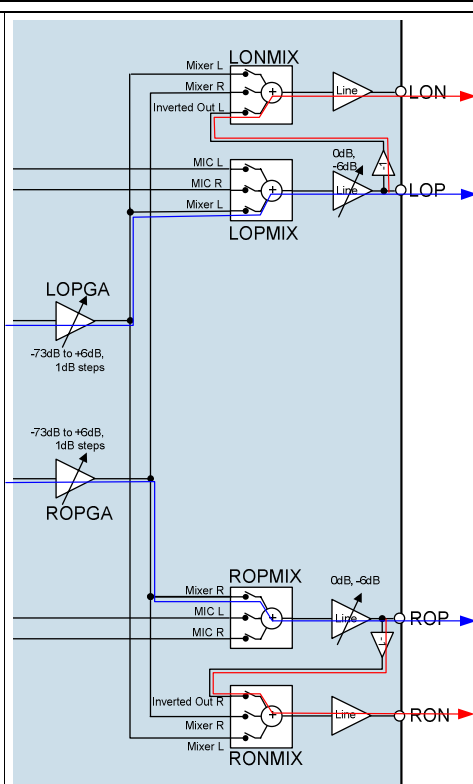 LONMIX
Mixer L
Mixer R
Inverted Out L
+
Line
LON
MIC L
MIC R
Mixer L
+
0dB,
-6dB
Line
-1
LOP
LOPMIX
LOPGA
-73dB to +6dB,
1dB steps
-73dB to +6dB,
1dB steps
ROPGA
ROPMIX
Mixer R
MIC L
MIC R
+
0dB, -6dB
Line
-1
ROP
Inverted Out R
Mixer R
Mixer L
+
Line
RON
RONMIX